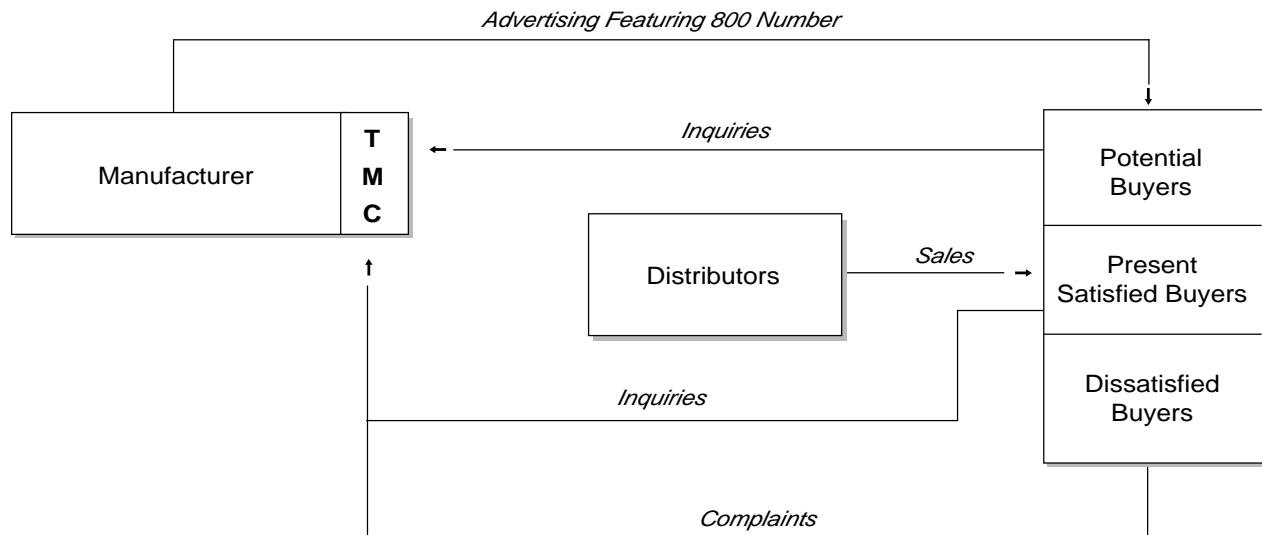 Advertising Featuring 800 Number
Manufacturer
T
M
C
Inquiries
Potential
Buyers
Distributors
Sales
Present
Satisfied Buyers
Inquiries
Dissatisfied
Buyers
Complaints